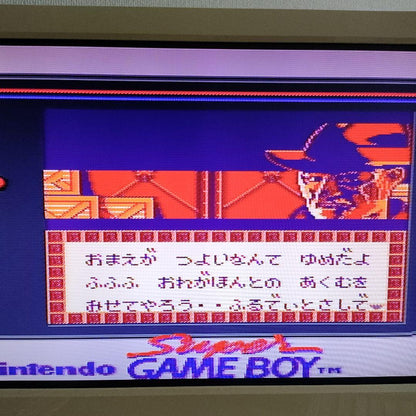 おまえが つよいなんて ゆめだよ
ふふふ おれがほんとの あくむを
みせてやろう・・ふるでぃとさしで
Super
Nintendo GAME BOY™